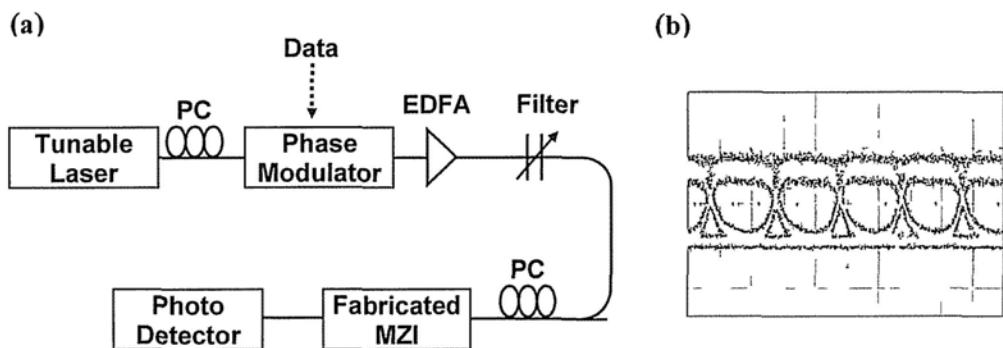 (a)
(b)
Data
PC
EDFA
Filter
Tunable
Laser
Phase
Modulator
PC
Photo
Detector
Fabricated
MZI